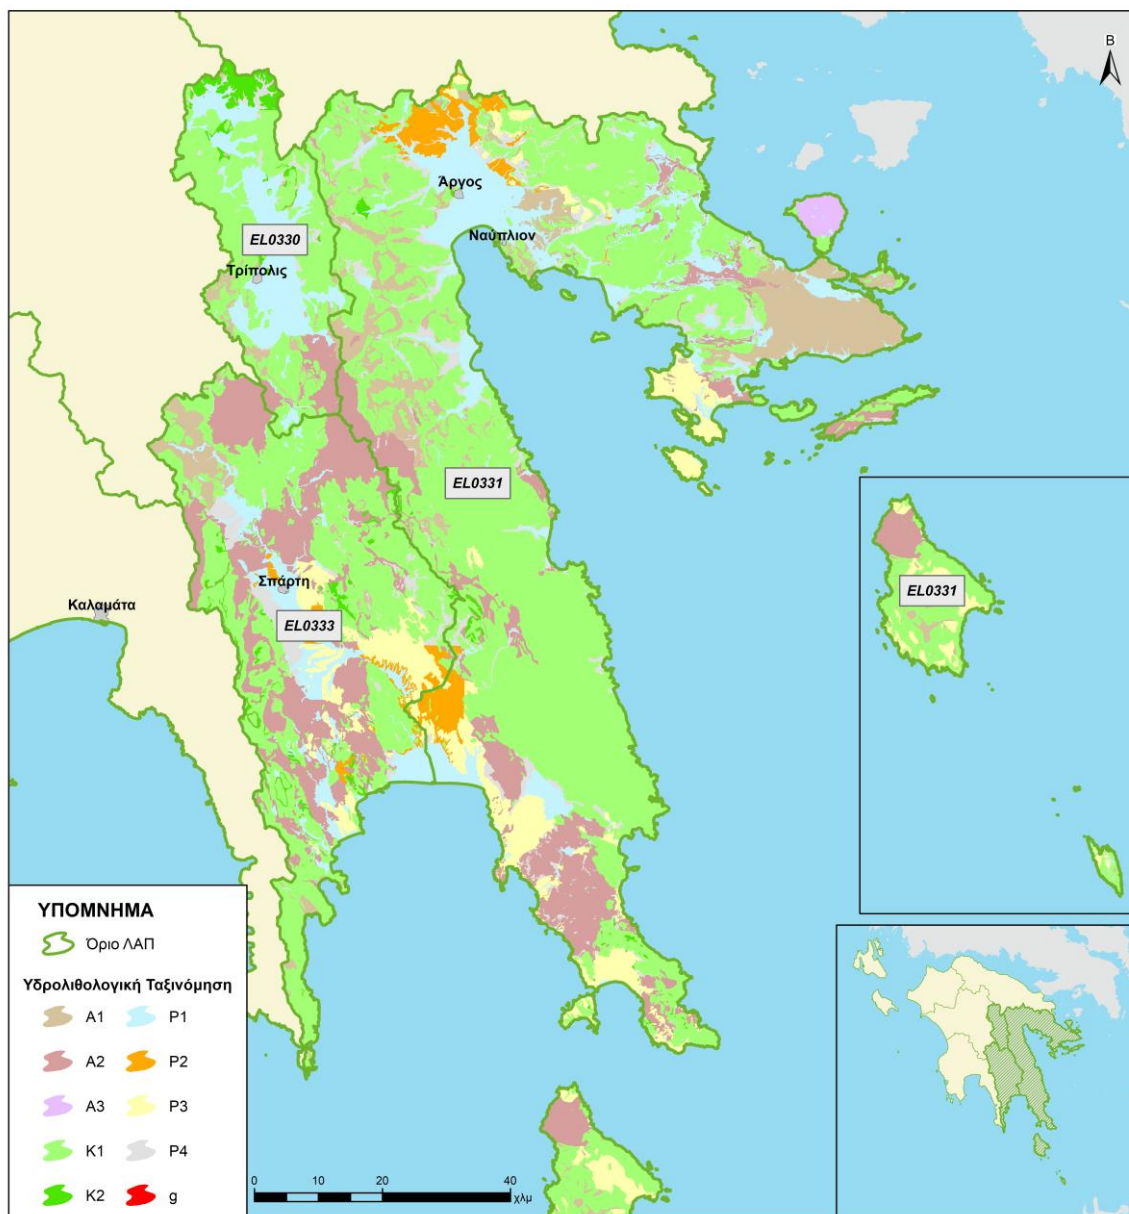 B
Άργος
Ναύπλιον
EL0330
Τρίπολις
EL0331
EL0331
Σπάρτη
Καλαμάτα
EL0333
ΥΠΟΜΝΗΜΑ
Όριο ΛΑΠ
Υδρολιθολογική Ταξινόμηση
A1 P1
A2 P2
A3 P3
K1 P4
K2 g
0 10 20 40
χλμ